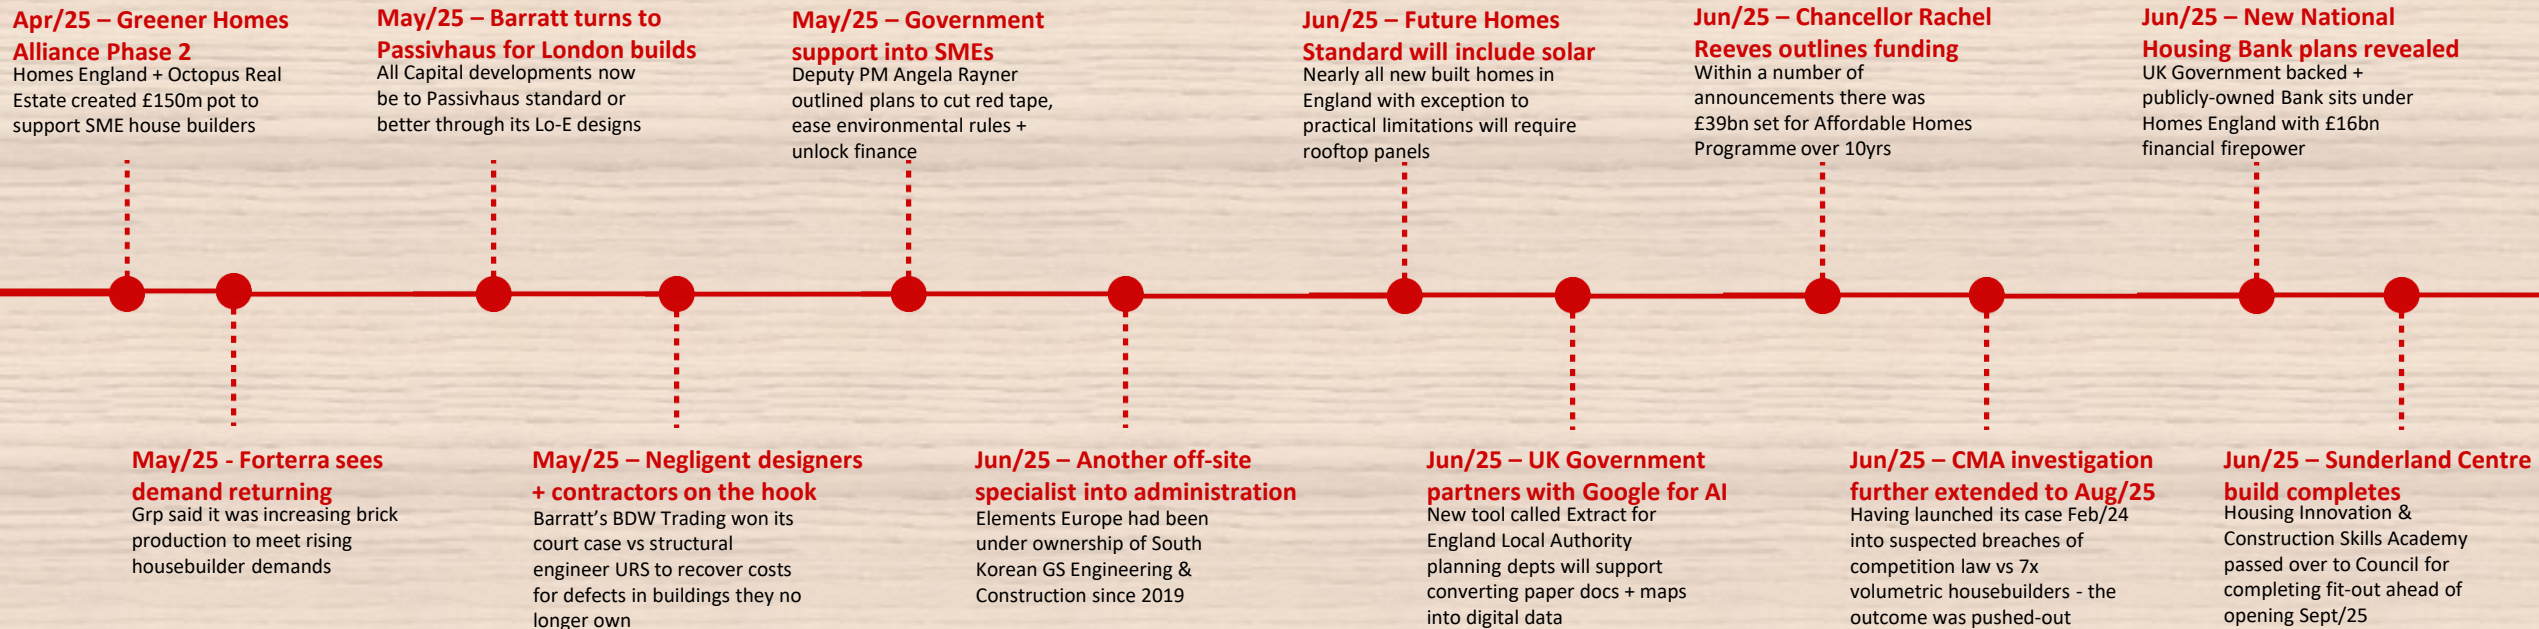 Apr/25 – Greener Homes
Alliance Phase 2
Homes England + Octopus Real
Estate created £150m pot to
support SME house builders
May/25 – Barratt turns to
Passivhaus for London builds
All Capital developments now
be to Passivhaus standard or
better through its Lo-E designs
May/25 – Government
support into SMEs
Deputy PM Angela Rayner
outlined plans to cut red tape,
ease environmental rules +
unlock finance
Jun/25 – Future Homes
Standard will include solar
Nearly all new built homes in
England with exception to
practical limitations will require
rooftop panels
Jun/25 – Chancellor Rachel
Reeves outlines funding
Within a number of
announcements there was
£39bn set for Affordable Homes
Programme over 10yrs
Jun/25 – New National
Housing Bank plans revealed
UK Government backed +
publicly-owned Bank sits under
Homes England with £16bn
financial firepower
May/25 - Forterra sees
demand returning
Grp said it was increasing brick
production to meet rising
housebuilder demands
May/25 – Negligent designers
+ contractors on the hook
Barratt’s BDW Trading won its
court case vs structural
engineer URS to recover costs
for defects in buildings they no
longer own
Jun/25 – Another off-site
specialist into administration
Elements Europe had been
under ownership of South
Korean GS Engineering &
Construction since 2019
Jun/25 – UK Government
partners with Google for AI
New tool called Extract for
England Local Authority
planning depts will support
converting paper docs + maps
into digital data
Jun/25 – CMA investigation
further extended to Aug/25
Having launched its case Feb/24
into suspected breaches of
competition law vs 7x
volumetric housebuilders - the
outcome was pushed-out
Jun/25 – Sunderland Centre
build completes
Housing Innovation &
Construction Skills Academy
passed over to Council for
completing fit-out ahead of
opening Sept/25